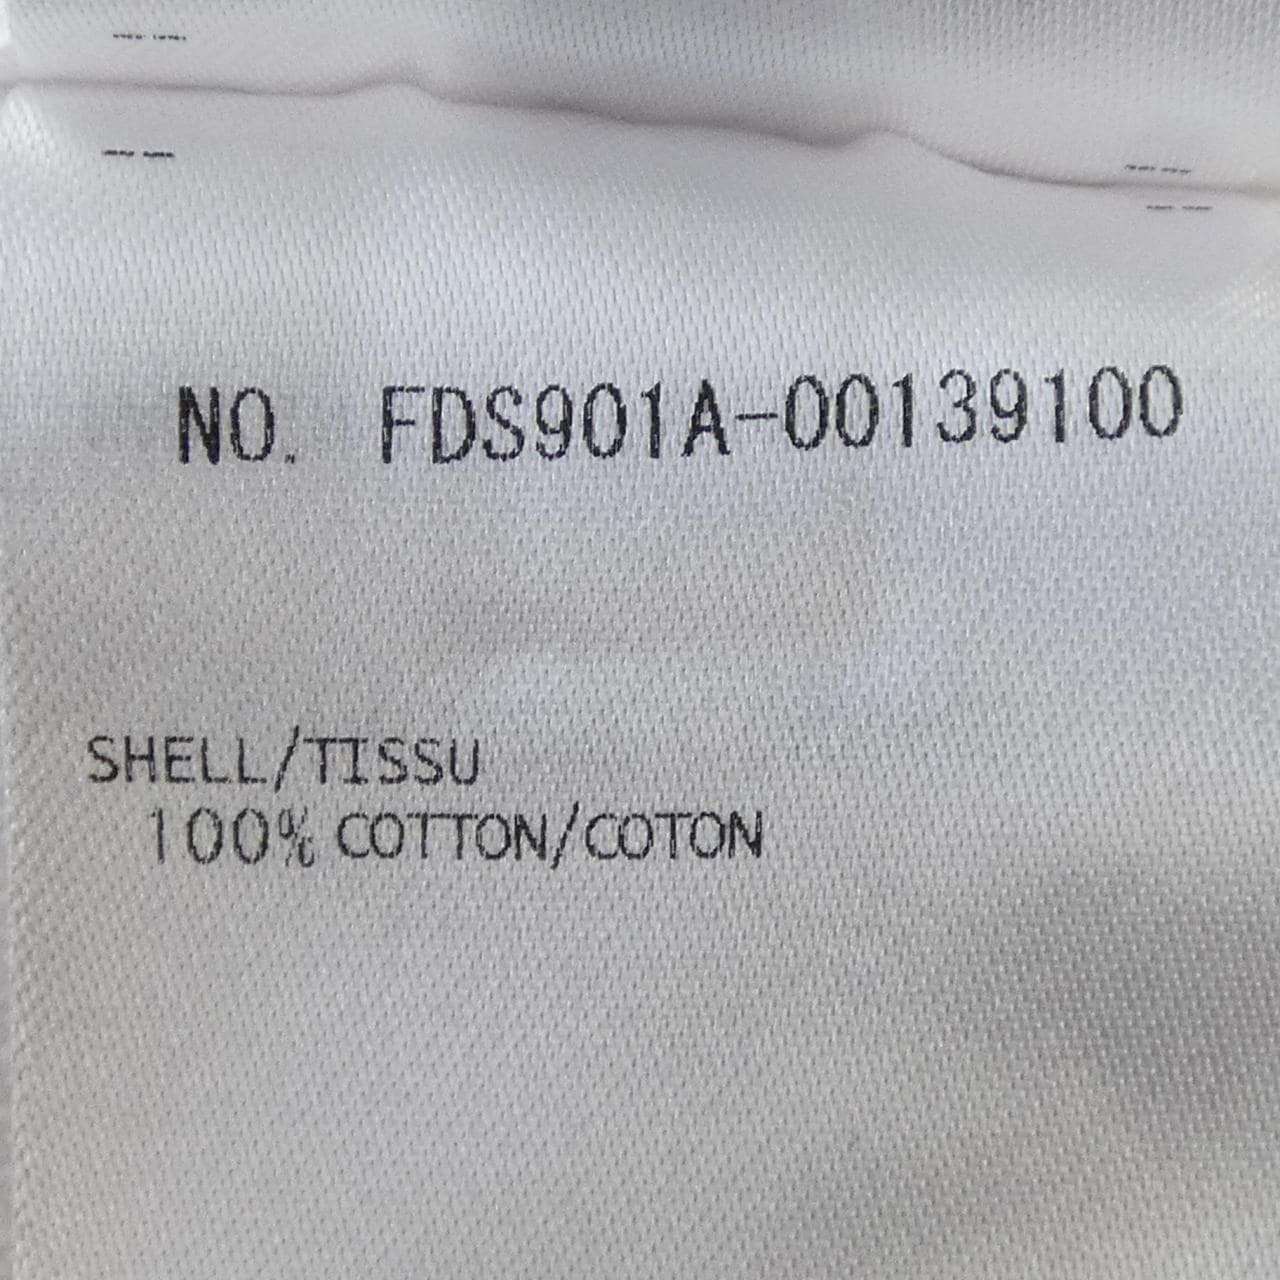 NO. FDS901A-00139100
SHELL/TISSU
100% COTTON/COTON